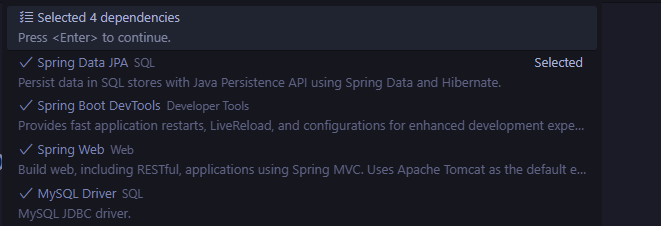 Selected 4 dependencies
Press <Enter> to continue.
Spring Data JPA SQL Selected
Persist data in SQL stores with Java Persistence API using Spring Data and Hibernate.
Spring Boot DevTools Developer Tools
Provides fast application restarts, LiveReload, and configurations for enhanced development expe...
Spring Web Web
Build web, including RESTful, applications using Spring MVC. Uses Apache Tomcat as the default e...
MySQL Driver SQL
MySQL JDBC driver.